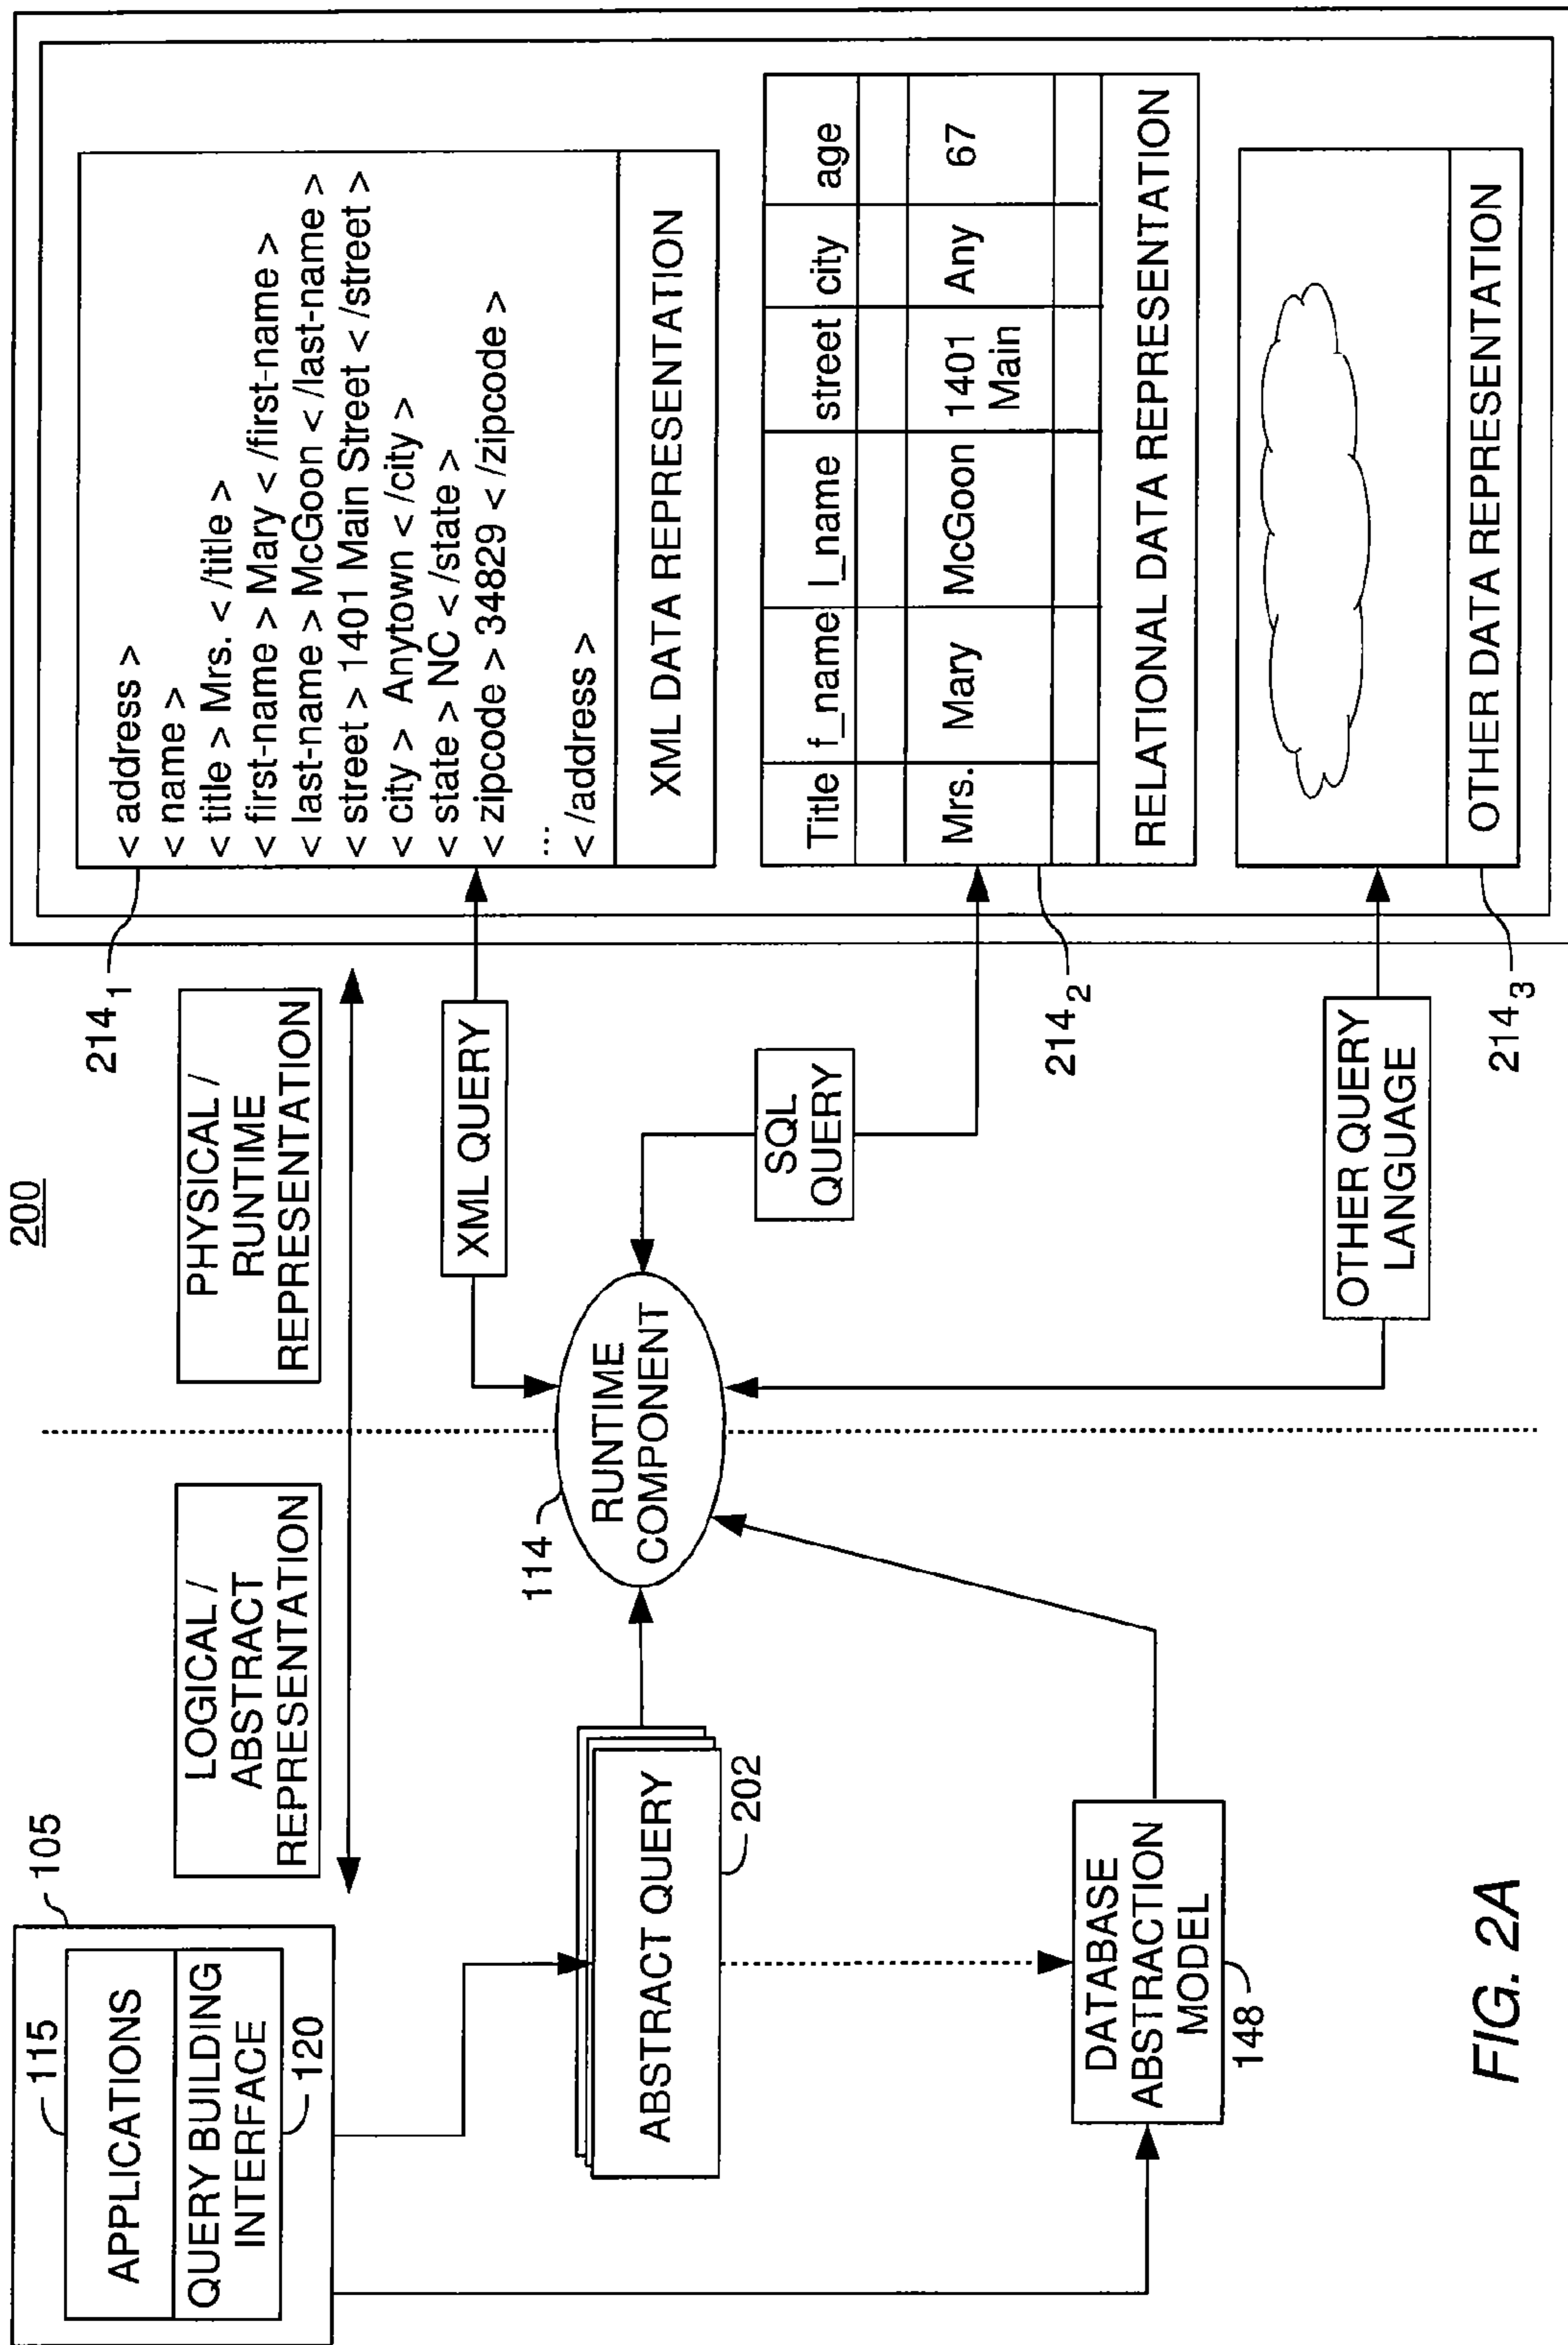 200
105
115
APPLICATIONS
QUERY BUILDING
INTERFACE
120
LOGICAL /
ABSTRACT
REPRESENTATION
PHYSICAL /
RUNTIME
REPRESENTATION
ABSTRACT QUERY
202
DATABASE
ABSTRACTION
MODEL
148
114
RUNTIME
COMPONENT
XML QUERY
SQL
QUERY
OTHER QUERY
LANGUAGE
214₁
< address >
< name >
< title > Mrs. < /title >
< first-name > Mary < /first-name >
< last-name > McGoon < /last-name >
< street > 1401 Main Street < /street >
< city > Anytown < /city >
< state > NC < /state >
< zipcode > 34829 < /zipcode >
...
< /address >
XML DATA REPRESENTATION
Title f_name l_name street city age
Mrs. Mary McGoon 1401 Any 67
Main
RELATIONAL DATA REPRESENTATION
214₂
OTHER DATA REPRESENTATION
214₃
FIG. 2A